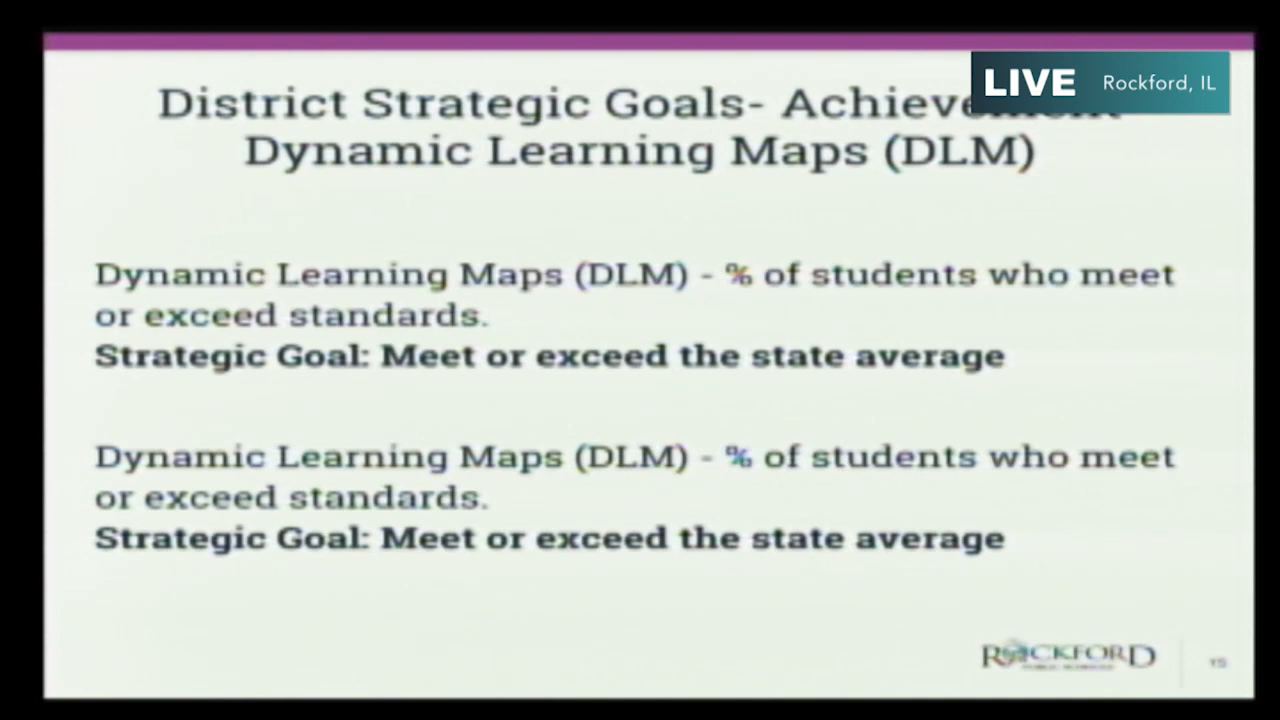 LIVE Rockford, IL
District Strategic Goals- Achievement
Dynamic Learning Maps (DLM)
Dynamic Learning Maps (DLM) - % of students who meet
or exceed standards.
Strategic Goal: Meet or exceed the state average
Dynamic Learning Maps (DLM) - % of students who meet
or exceed standards.
Strategic Goal: Meet or exceed the state average
ROCKFORD
15